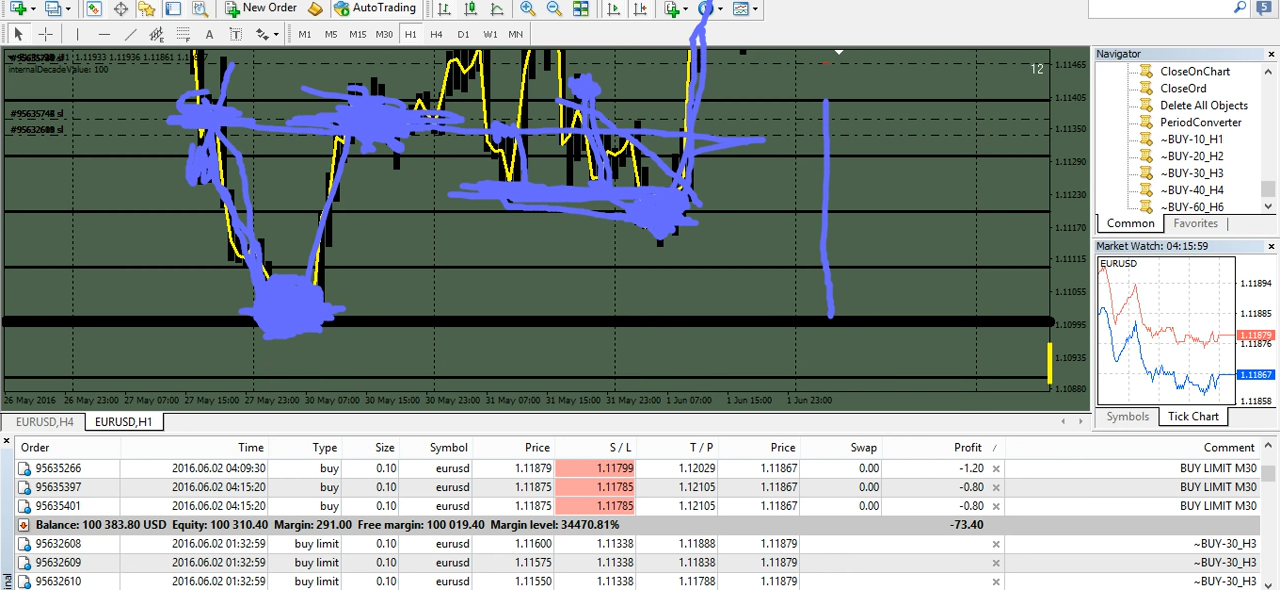 New Order AutoTrading
5
A T M1 M5 M15 M30 H1 H4 D1 W1 MN
1.11933 1.11936 1.11861
internalDecadeValue: 100
12
#95635748 sl
sl
1.11465
1.11405
1.11350
1.11290
1.11230
1.11170
1.11115
1.11055
1.10995
1.10935
1.10880
26 May 2016 26 May 23:00 27 May 07:00 27 May 15:00 27 May 23:00 30 May 07:00 30 May 15:00 30 May 23:00 31 May 07:00 31 May 15:00 31 May 23:00 1 Jun 07:00 1 Jun 15:00 1 Jun 23:00
EURUSD,H4 EURUSD,H1
Navigator
CloseOnChart
CloseOrd
Delete All Objects
PeriodConverter
~BUY-10_H1
~BUY-20_H2
~BUY-30_H3
~BUY-40_H4
~BUY-60_H6
Common Favorites
Market Watch: 04:15:59
EURUSD
1.11894
1.11885
1.11879
1.11876
1.11867
1.11858
Symbols Tick Chart
Order Time Type Size Symbol Price S / L T / P Price Swap Profit / Comment
95635266 2016.06.02 04:09:30 buy 0.10 eurusd 1.11879 1.11799 1.12029 1.11867 0.00 -1.20 BUY LIMIT M30
95635397 2016.06.02 04:15:20 buy 0.10 eurusd 1.11875 1.11785 1.12105 1.11867 0.00 -0.80 BUY LIMIT M30
95635401 2016.06.02 04:15:20 buy 0.10 eurusd 1.11875 1.11785 1.12105 1.11867 0.00 -0.80 BUY LIMIT M30
Balance: 100 383.80 USD Equity: 100 310.40 Margin: 291.00 Free margin: 100 019.40 Margin level: 34470.81% -73.40
95632608 2016.06.02 01:32:59 buy limit 0.10 eurusd 1.11600 1.11338 1.11888 1.11879 ~BUY-30_H3
95632609 2016.06.02 01:32:59 buy limit 0.10 eurusd 1.11575 1.11338 1.11838 1.11879 ~BUY-30_H3
95632610 2016.06.02 01:32:59 buy limit 0.10 eurusd 1.11550 1.11338 1.11788 1.11879 ~BUY-30_H3